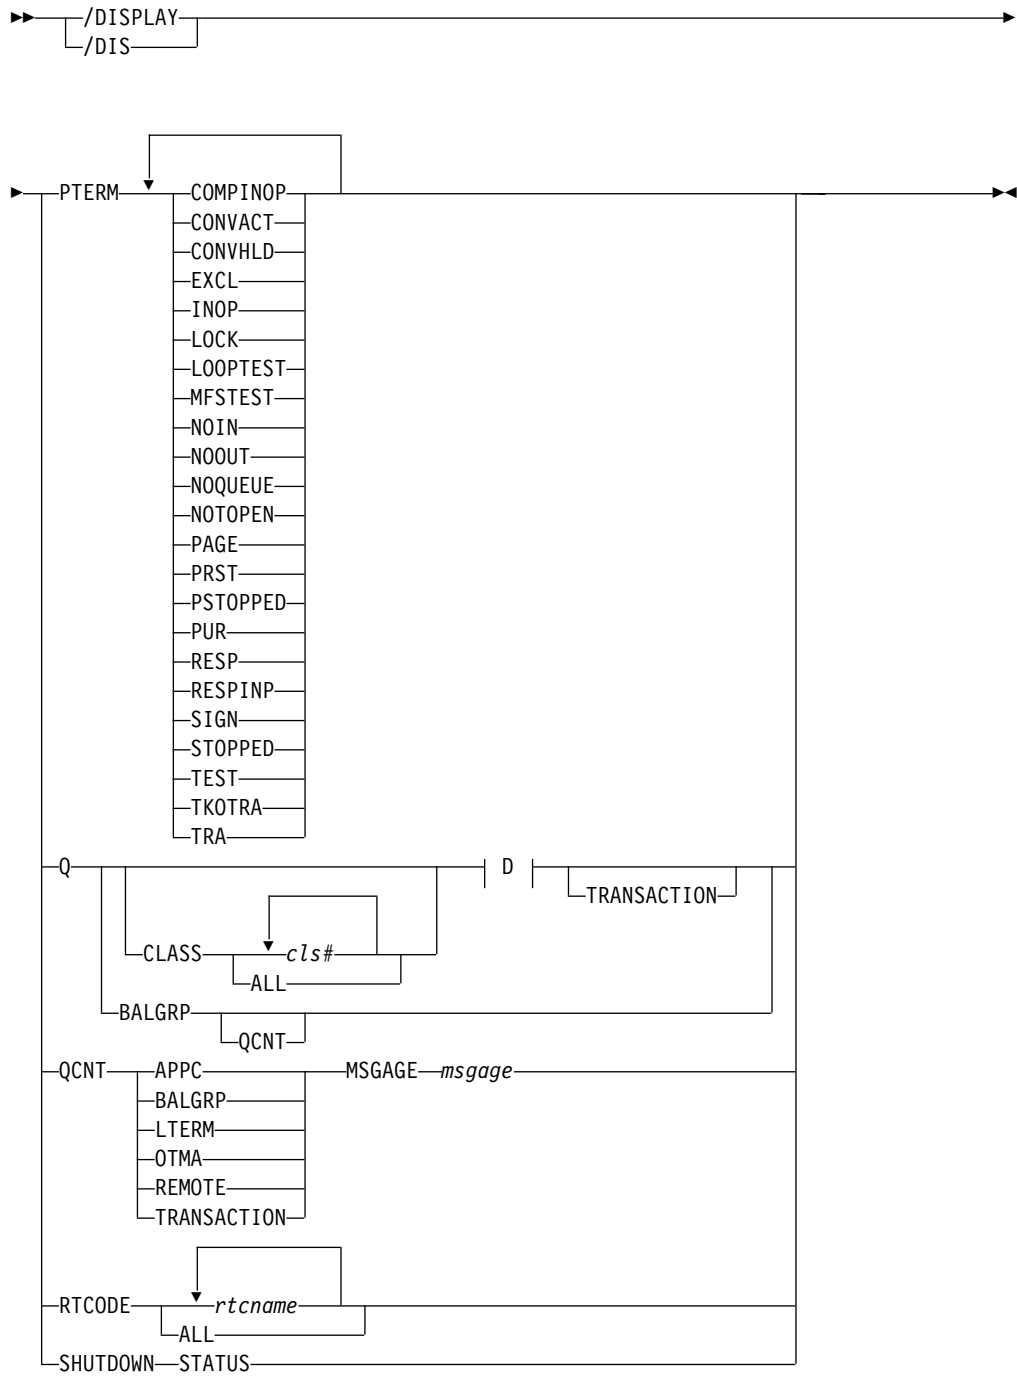 /DISPLAY
/DIS
PTERM COMPINOP
CONVACT
CONVHLD
EXCL
INOP
LOCK
LOOPTEST
MFSTEST
NOIN
NOOUT
NOQUEUE
NOTOPEN
PAGE
PRST
PSTOPPED
PUR
RESP
RESPINP
SIGN
STOPPED
TEST
TKOTRA
TRA
Q D
TRANSACTION
CLASS cls#
ALL
BALGRP
QCNT
QCNT APPC MSGAGE msgage
BALGRP
LTERM
OTMA
REMOTE
TRANSACTION
RTCODE rtcname
ALL
SHUTDOWN STATUS